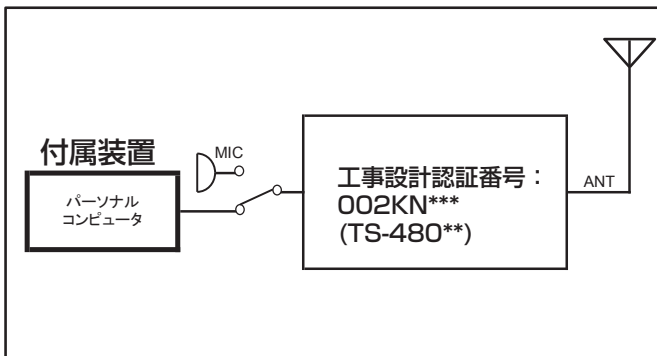 付属装置
パーソナル
コンピュータ
MIC
工事設計認証番号：
002KN***
(TS-480**)
ANT